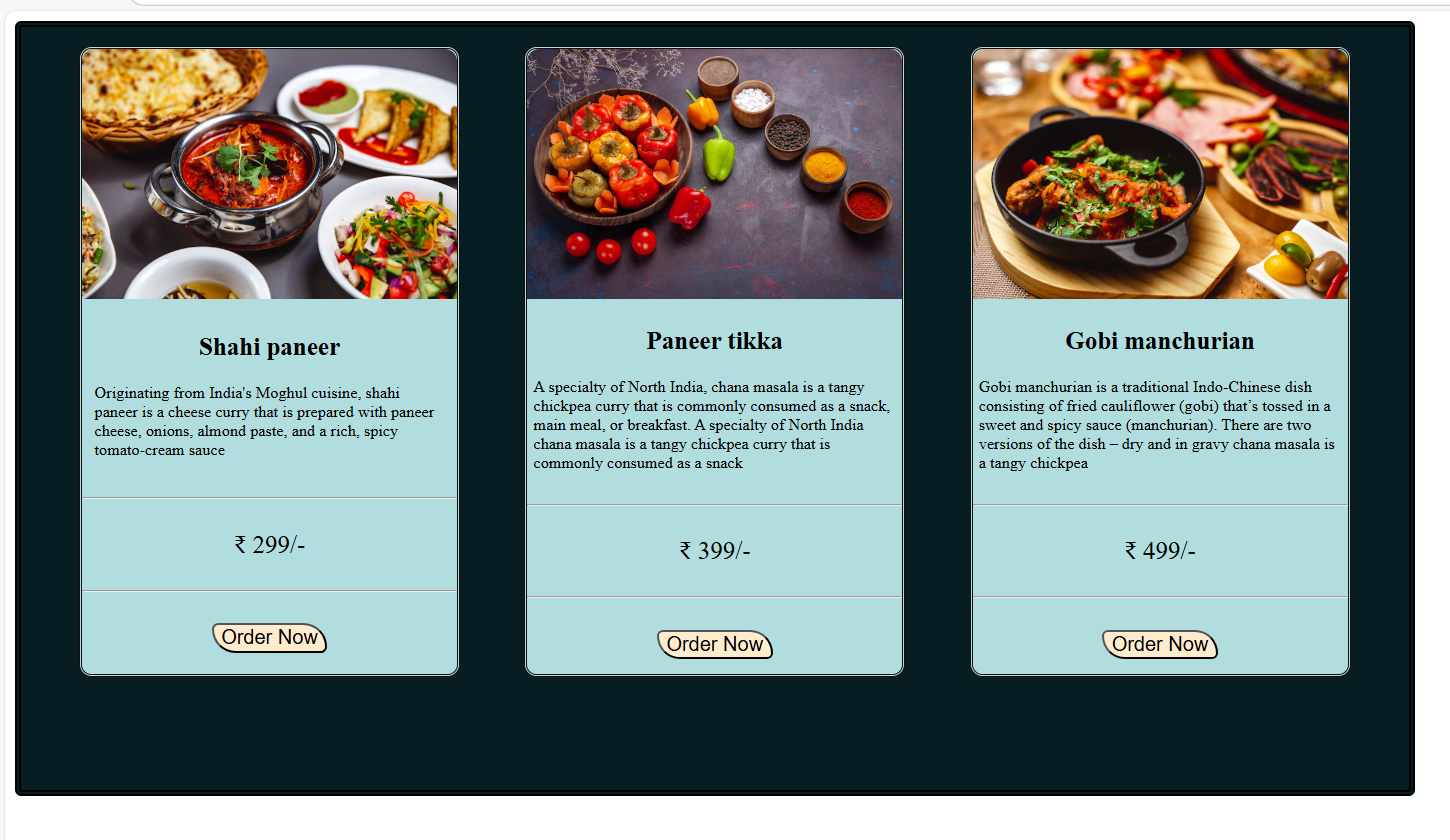 Shahi paneer
Originating from India's Moghul cuisine, shahi
paneer is a cheese curry that is prepared with paneer
cheese, onions, almond paste, and a rich, spicy
tomato-cream sauce
₹ 299/-
Order Now
Paneer tikka
A specialty of North India, chana masala is a tangy
chickpea curry that is commonly consumed as a snack,
main meal, or breakfast. A specialty of North India
chana masala is a tangy chickpea curry that is
commonly consumed as a snack
₹ 399/-
Order Now
Gobi manchurian
Gobi manchurian is a traditional Indo-Chinese dish
consisting of fried cauliflower (gobi) that’s tossed in a
sweet and spicy sauce (manchurian). There are two
versions of the dish – dry and in gravy chana masala is
a tangy chickpea
₹ 499/-
Order Now